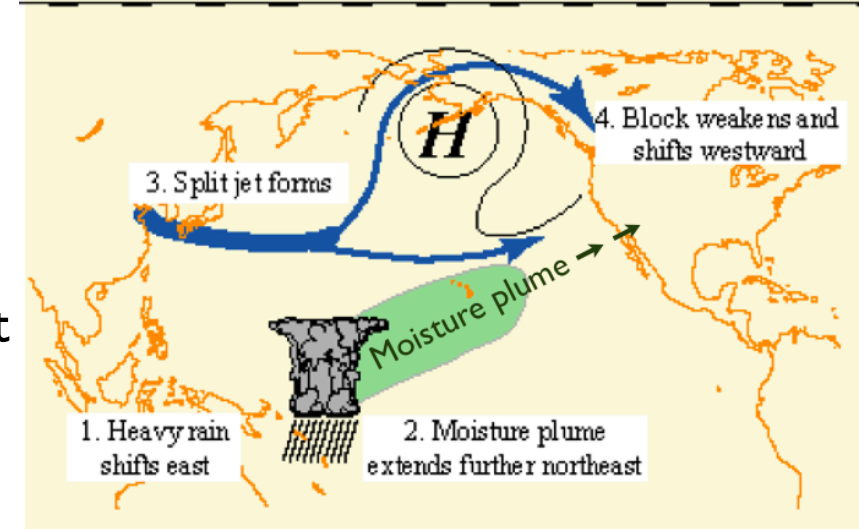 H
4. Block weakens and
shifts westward
3. Split jet forms
t
Moisture plume
1. Heavy rain
shifts east
2. Moisture plume
extends further northeast